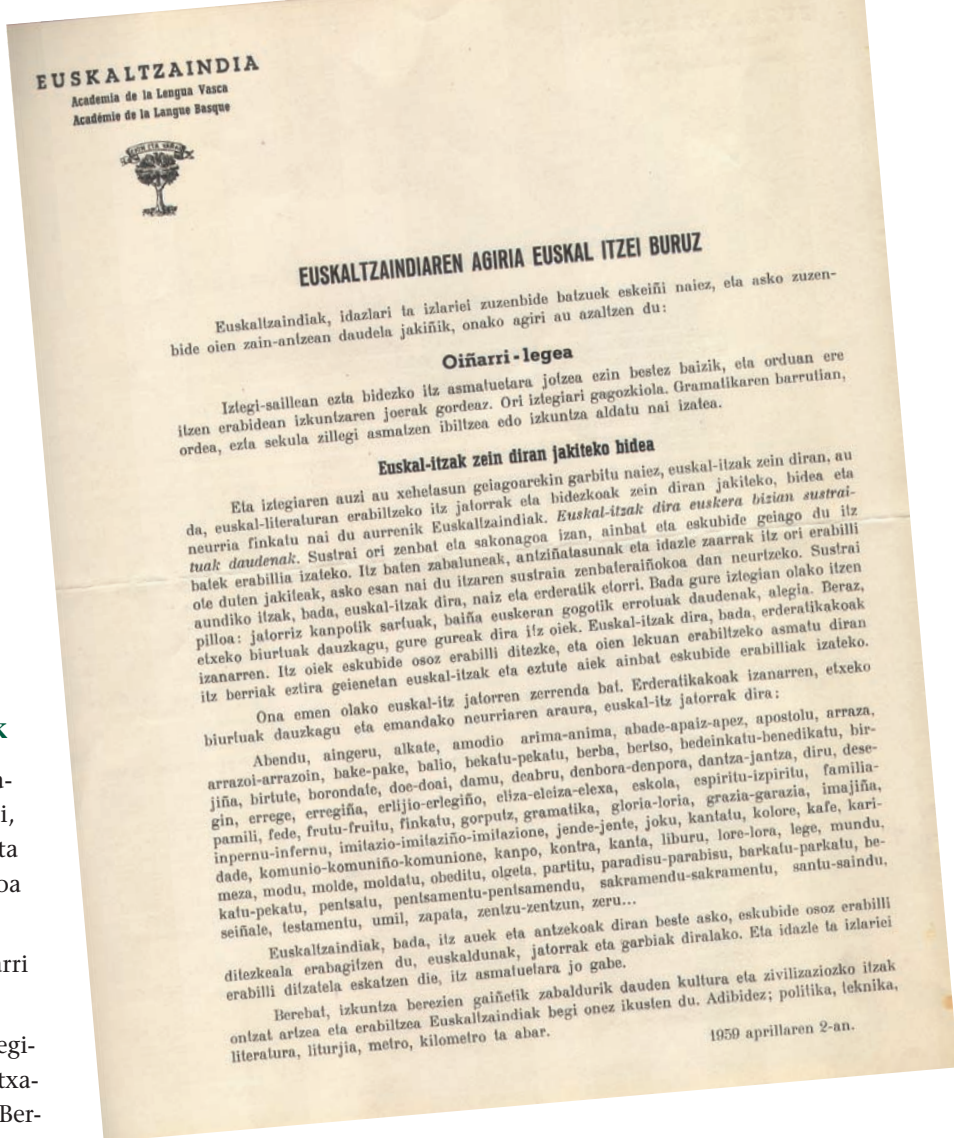 EUSKALTZAINDIA
Academia de la Lengua Vasca
Académie de la Langue Basque
EUSKALTZAINDIAREN AGIRIA EUSKAL ITZEI BURUZ
Euskaltzaindiak, idazlari ta izlariei zuzenbide batzuek eskeiñi naiez, eta asko zuzen-
bide oien zain-antzean daudela jakiñik, onako agiri au azaltzen du:
Oiñarri-legea
Iztegi-saillean ezta bidezko itz asmatuetara jotzea ezin bestez baizik, eta orduan ere
itzen erabidean izkuntzaren joerak gordeaz. Ori iztegiari gagozkiola. Gramatikaren barrutian,
ordea, ezta sekula zillegi asmatzen ibiltzea edo izkuntza aldatu nai izatea.
Euskal-itzak zein diran jakiteko bidea
Eta iztegiaren auzi au xehetasun geiagoarekin garbitu naiez, euskal-itzak zein diran, au
da, euskal-literaturan erabilltzeko itz jatorrak eta bidezkoak zein diran jakiteko, bidea eta
neurria finkatu nai du aurrenik Euskaltzaindiak. Euskal-itzak dira euskera bizian sustrai-
tuak daudenak. Sustrai ori zenbat eta sakonagoa izan, ainbat eta eskubide geiago du itz
batek erabillia izateko. Itz baten zabaluneak, antziñatasunak eta idazle zaarrak itz ori erabilli
ote duten jakiteak, asko esan nai du itzaren sustraia zenbateraiñokoa dan neurtzeko. Sustrai
aundiko itzak, bada, euskal-itzak dira, naiz eta erderatik etorri. Bada gure iztegian olako itzen
pilloa: jatorriz kanpotik sartuak, baiña euskeran gogotik errotuak daudenak, alegia. Beraz,
etxeko biurtuak dauzkagu, gure gureak dira itz oiek. Euskal-itzak dira, bada, erderatikakoak
izanarren. Itz oiek eskubide osoz erabilli ditezke, eta oien lekuan erabiltzeko asmatu diran
itz berriak eztira geienetan euskal-itzak eta eztute aiek ainbat eskubide erabilliak izateko.
Ona emen olako euskal-itz jatorren zerrenda bat. Erderatikakoak izanarren, etxeko
biurtuak dauzkagu eta emandako neurriaren araura, euskal-itz jatorrak dira:
Abendu, aingeru, alkate, amodio arima-anima, abade-apaiz-apez, apostolu, arraza,
arrazoi-arrazoin, bake-pake, balio, bekatu-pekatu, berba, bertso, bedeinkatu-benedikatu, bir-
jiña, birtute, borondate, doe-doai, damu, deabru, denbora-denpora, dantza-jantza, diru, dese-
gin, errege, erregiña, erlijio-erlegiño, eliza-eleiza-elexa, eskola, espiritu-izpiritu, familia-
pamili, fede, frutu-fruitu, finkatu, gorputz, gramatika, gloria-loria, grazia-garazia, imajiña,
inpernu-infernu, imitazio-imitaziño-imitazione, jende-jente, joku, kantatu, kolore, kafe, kari-
dade, komunio-komuniño-komunione, kanpo, kontra, kanta, liburu, lore-lora, lege, mundu,
meza, modu, molde, moldatu, obeditu, olgeta, partitu, paradisu-parabisu, barkatu-parkatu, be-
katu-pekatu, pentsatu, pentsamentu-pentsamendu, sakramendu-sakramentu, santu-saindu,
seiñale, testamentu, umil, zapata, zentzu-zentzun, zeru...
Euskaltzaindiak, bada, itz auek eta antzekoak diran beste asko, eskubide osoz erabilli
ditezkeala erabagitzen du, euskaldunak, jatorrak eta garbiak diralako. Eta idazle ta izlariei
erabilli ditzatela eskatzen die, itz asmatuetara jo gabe.
Berebat, izkuntza berezien gaiñetik zabaldurik dauden kultura eta zivilizaziozko itzak
ontzat artzea eta erabiltzea Euskaltzaindiak begi onez ikusten du. Adibidez; politika, teknika,
literatura, liturjia, metro, kilometro ta abar.
1959 aprillaren 2-an.